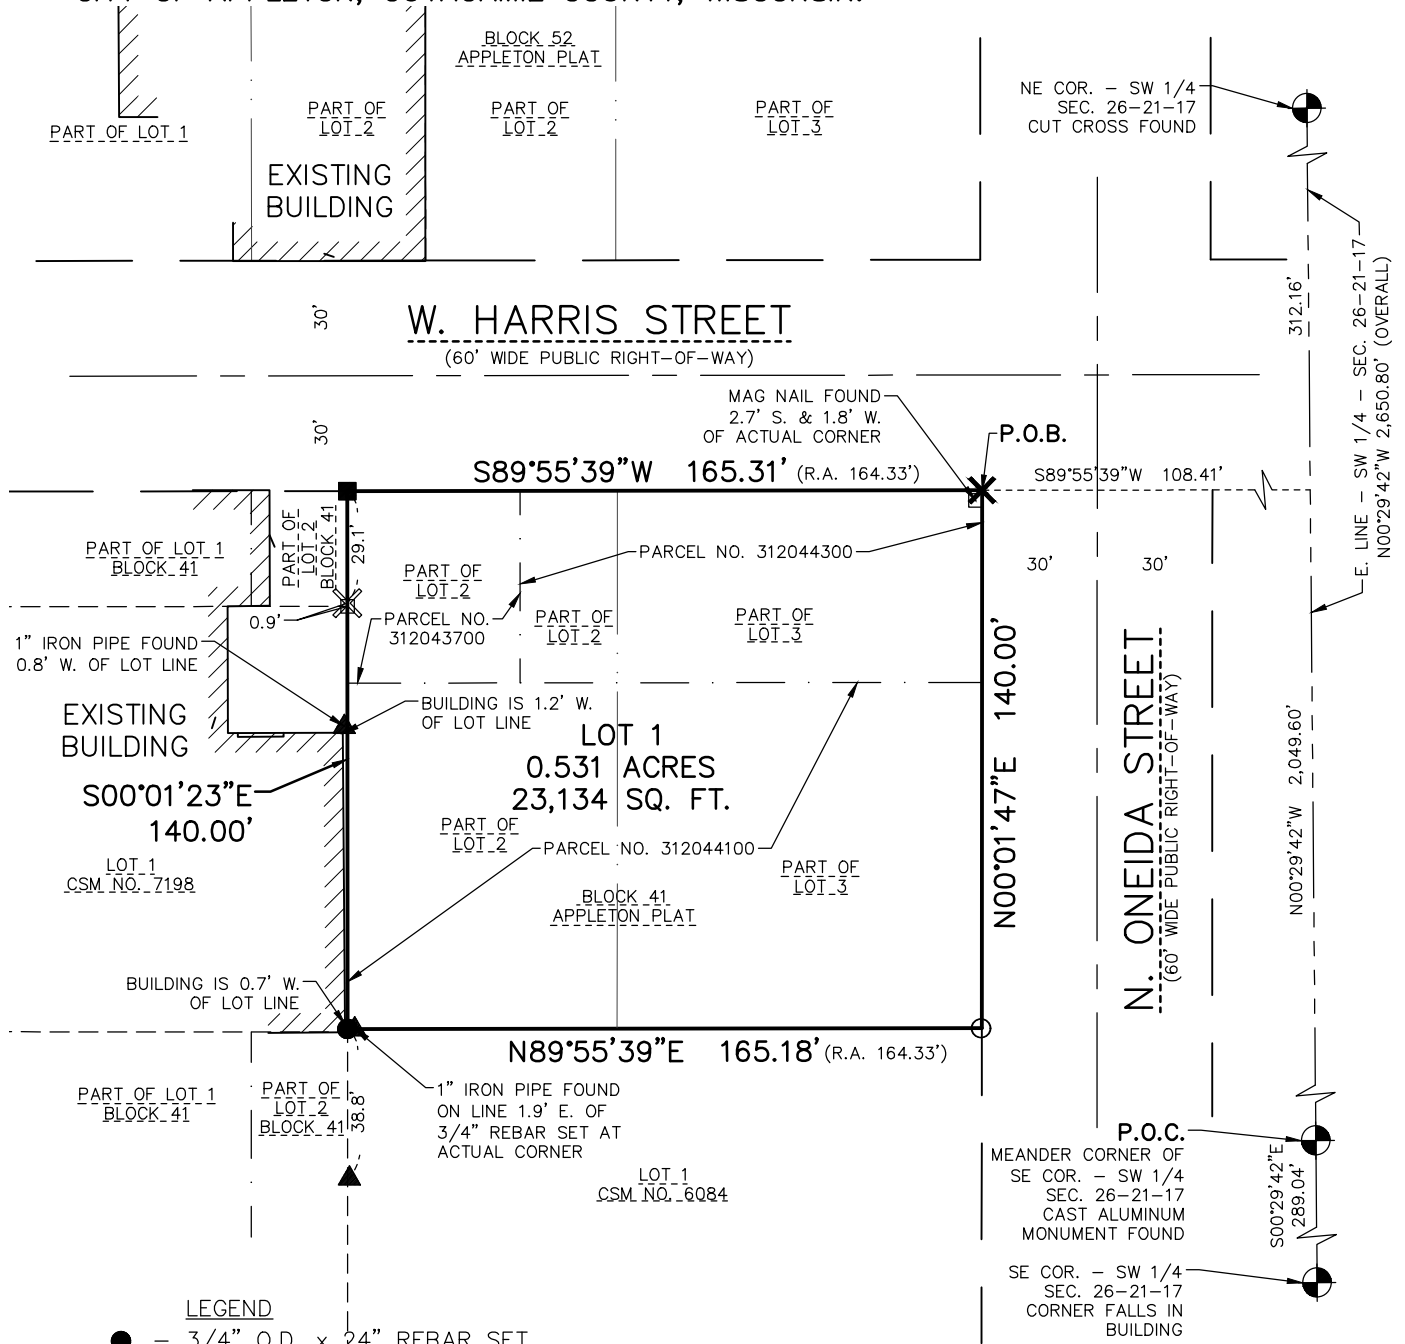 BLOCK 52
APPLETON PLAT
PART OF LOT 1
PART OF
LOT 2
PART OF
LOT 2
PART OF
LOT 3
NE COR. – SW 1/4
SEC. 26–21–17
CUT CROSS FOUND
EXISTING
BUILDING
30'
W. HARRIS STREET
(60' WIDE PUBLIC RIGHT–OF–WAY)
312.16'
E. LINE – SW 1/4 – SEC. 26–21–17
N00°29'42"W 2,650.80' (OVERALL)
30'
MAG NAIL FOUND
2.7' S. & 1.8' W.
OF ACTUAL CORNER
P.O.B.
S89°55'39"W 165.31' (R.A. 164.33')
S89°55'39"W 108.41'
PART OF LOT 1
BLOCK 41
PART OF
LOT 2
BLOCK 41
29.1'
PARCEL NO. 312044300
30'
30'
PART OF
LOT 2
0.9'
PARCEL NO.
312043700
PART OF
LOT 2
PART OF
LOT 3
1" IRON PIPE FOUND
0.8' W. OF LOT LINE
BUILDING IS 1.2' W.
OF LOT LINE
EXISTING
BUILDING
LOT 1
0.531 ACRES
23,134 SQ. FT.
S00°01'23"E
140.00'
N00°01'47"E 140.00'
N. ONEIDA STREET
(60' WIDE PUBLIC RIGHT–OF–WAY)
N00°29'42"W 2,049.60'
PART OF
LOT 2
PARCEL NO. 312044100
PART OF
LOT 3
LOT 1
CSM NO. 7198
BLOCK 41
APPLETON PLAT
BUILDING IS 0.7' W.
OF LOT LINE
N89°55'39"E 165.18' (R.A. 164.33')
PART OF LOT 1
BLOCK 41
PART OF
LOT 2
BLOCK 41
38.8'
1" IRON PIPE FOUND
ON LINE 1.9' E. OF
3/4" REBAR SET AT
ACTUAL CORNER
LOT 1
CSM NO. 6084
P.O.C.
MEANDER CORNER OF
SE COR. – SW 1/4
SEC. 26–21–17
CAST ALUMINUM
MONUMENT FOUND
S00°29'42"E
289.04'
SE COR. – SW 1/4
SEC. 26–21–17
CORNER FALLS IN
BUILDING
LEGEND
– 3/4" O.D. x 24" REBAR SET